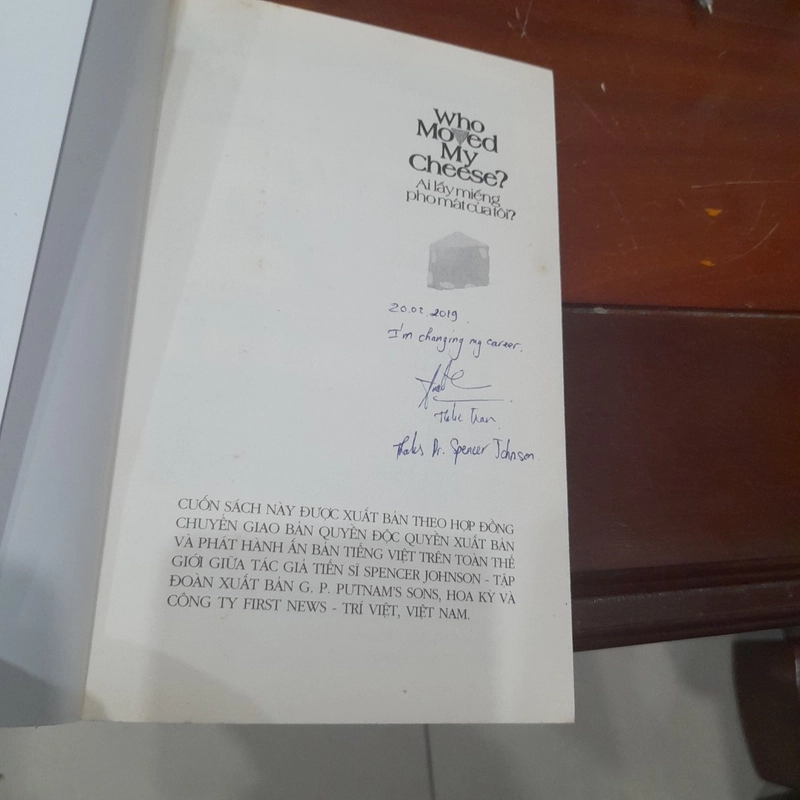 Who
Moved
My
Cheese?
Ai lấy miếng
pho mát của tôi?
20.02.2019
I'm changing my career.
Tran
Thanks Dr. Spencer Johnson
CUỐN SÁCH NÀY ĐƯỢC XUẤT BẢN THEO HỢP ĐỒNG
CHUYỂN GIAO BẢN QUYỀN ĐỘC QUYỀN XUẤT BẢN
VÀ PHÁT HÀNH ẤN BẢN TIẾNG VIỆT TRÊN TOÀN THẾ
GIỚI GIỮA TÁC GIẢ TIẾN SĨ SPENCER JOHNSON - TẬP
ĐOÀN XUẤT BẢN G. P. PUTNAM'S SONS, HOA KỲ VÀ
CÔNG TY FIRST NEWS - TRÍ VIỆT, VIỆT NAM.